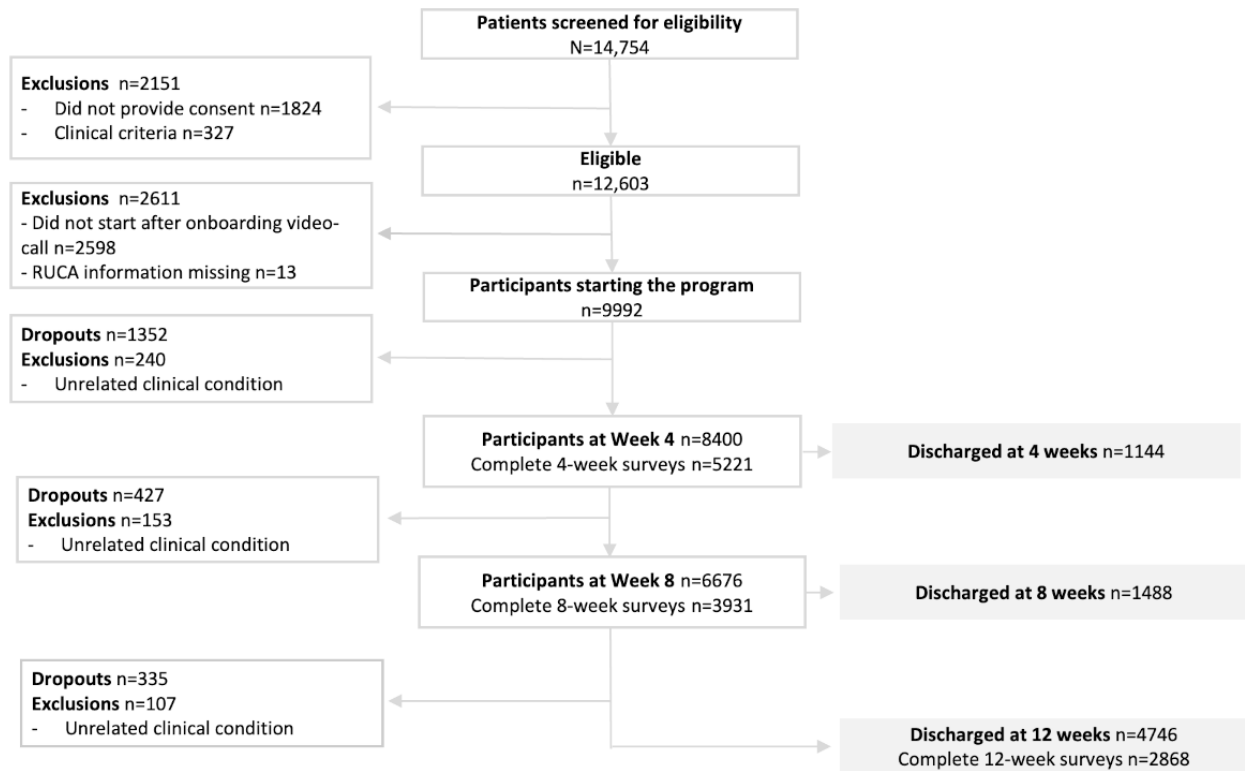 Patients screened for eligibility
N=14,754
Exclusions n=2151
- Did not provide consent n=1824
- Clinical criteria n=327
Eligible
n=12,603
Exclusions n=2611
- Did not start after onboarding video-
call n=2598
- RUCA information missing n=13
Participants starting the program
n=9992
Dropouts n=1352
Exclusions n=240
- Unrelated clinical condition
Participants at Week 4 n=8400
Complete 4-week surveys n=5221
Discharged at 4 weeks n=1144
Dropouts n=427
Exclusions n=153
- Unrelated clinical condition
Participants at Week 8 n=6676
Complete 8-week surveys n=3931
Discharged at 8 weeks n=1488
Dropouts n=335
Exclusions n=107
- Unrelated clinical condition
Discharged at 12 weeks n=4746
Complete 12-week surveys n=2868